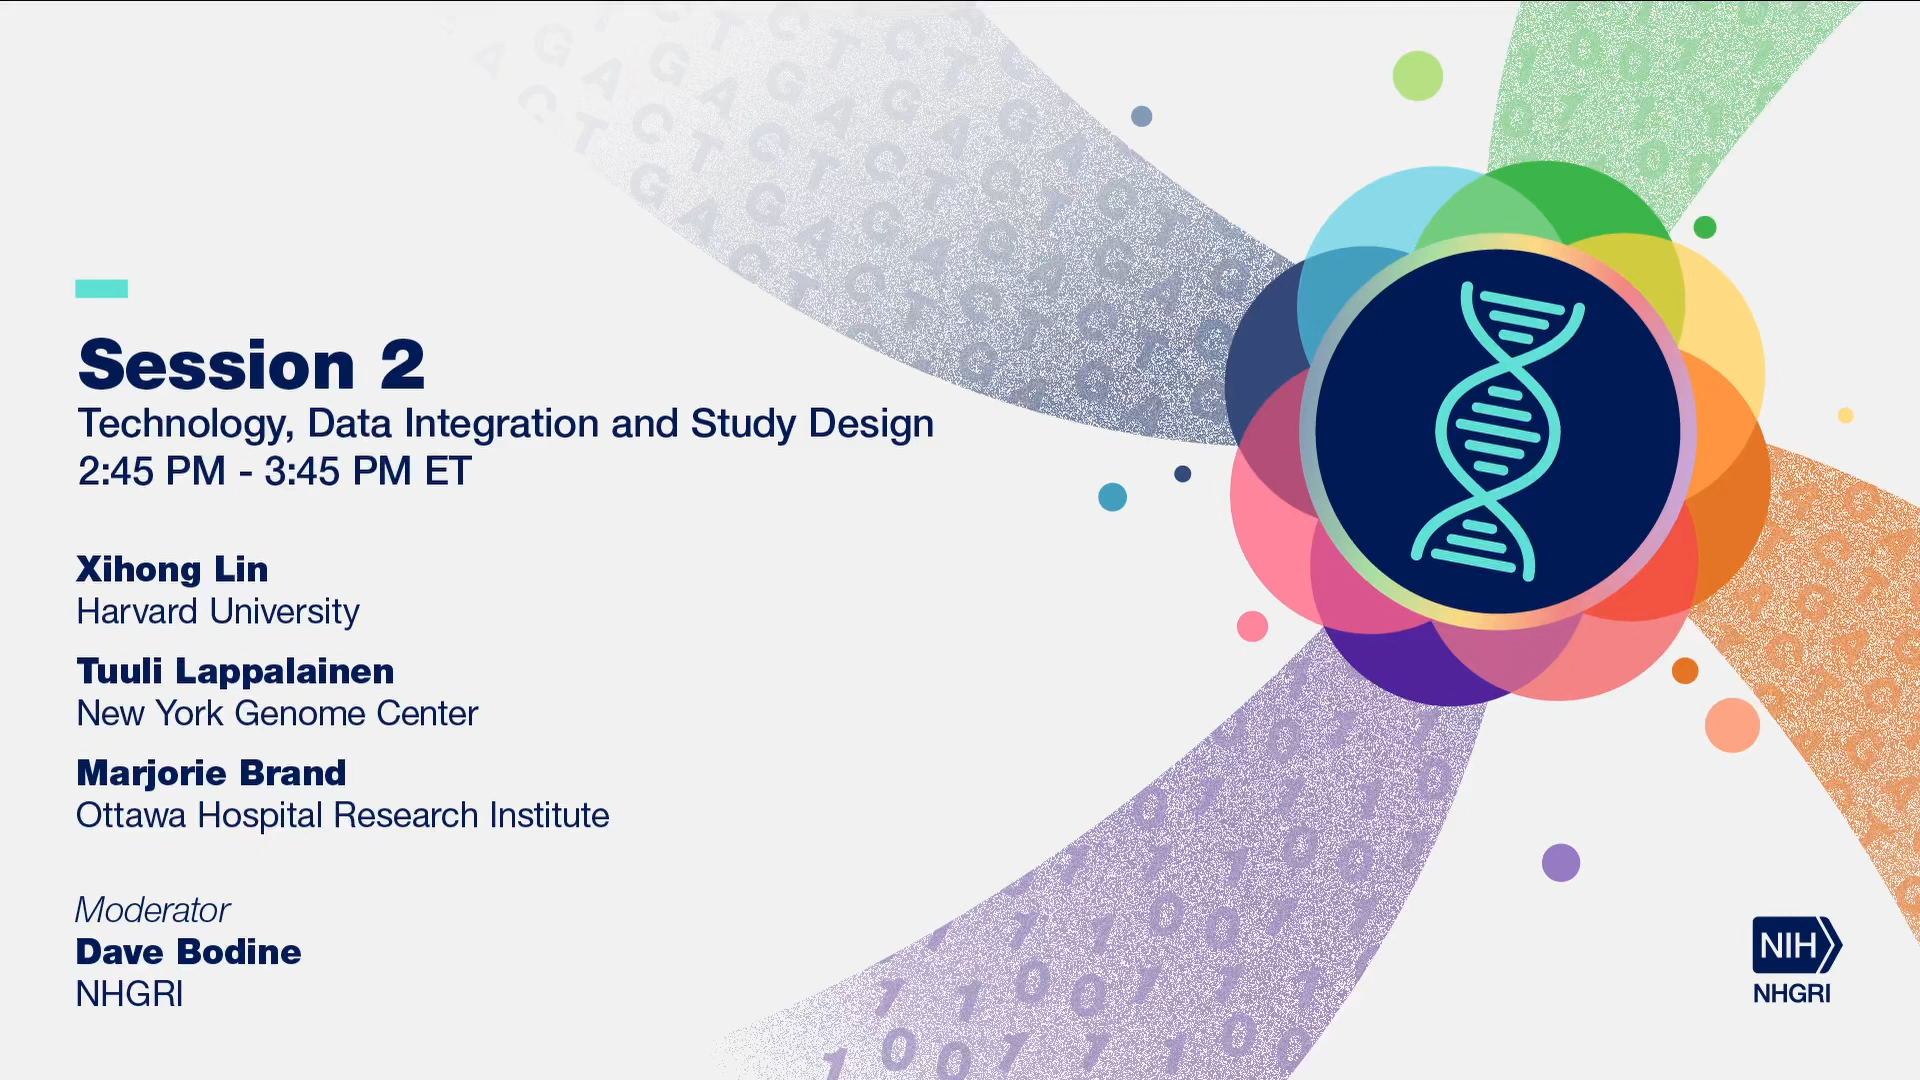 Session 2
Technology, Data Integration and Study Design
2:45 PM - 3:45 PM ET
Xihong Lin
Harvard University
Tuuli Lappalainen
New York Genome Center
Marjorie Brand
Ottawa Hospital Research Institute
Moderator
Dave Bodine
NHGRI
NIH
NHGRI